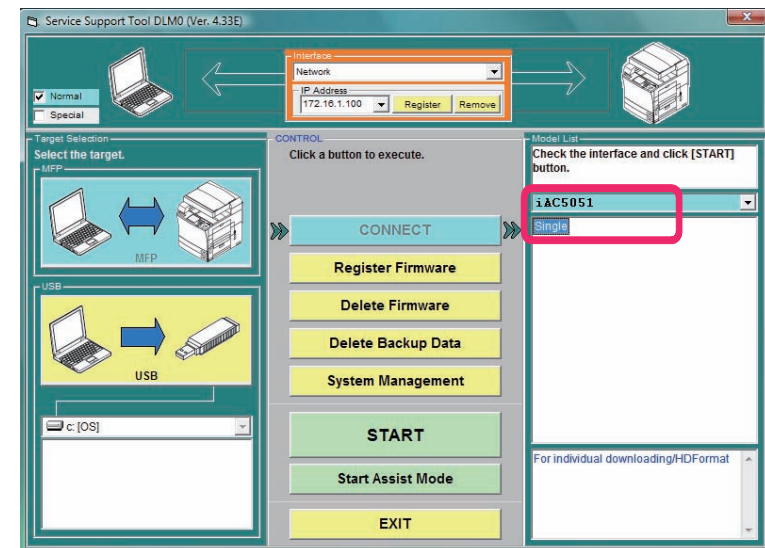 Service Support Tool DLM0 (Ver. 4.33E)
Interface
Network
IP Address
172.16.1.100
Register
Remove
Normal
Special
Target Selection
Select the target.
MFP
MFP
USB
USB
c: [OS]
CONTROL
Click a button to execute.
CONNECT
Register Firmware
Delete Firmware
Delete Backup Data
System Management
START
Start Assist Mode
EXIT
Model List
Check the interface and click [START]
button.
iAC5051
Single
For individual downloading/HDFormat